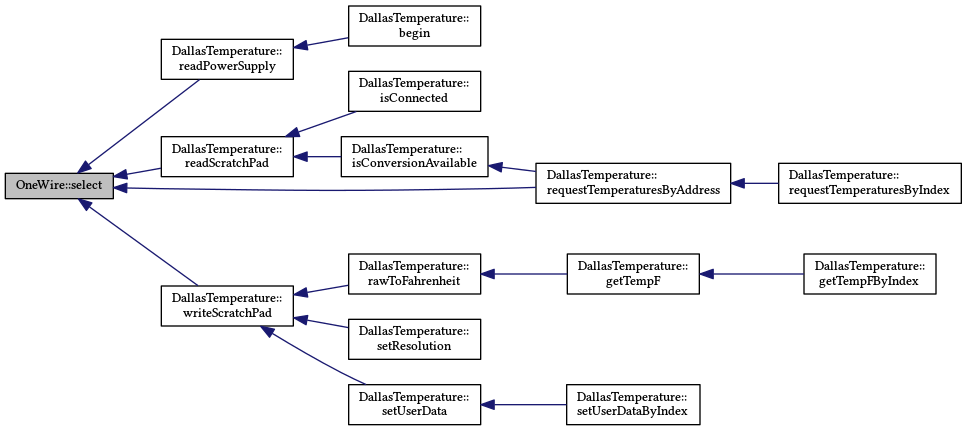 DallasTemperature::
begin
DallasTemperature::
readPowerSupply
DallasTemperature::
isConnected
DallasTemperature::
readScratchPad
DallasTemperature::
isConversionAvailable
OneWire::select
DallasTemperature::
requestTemperaturesByAddress
DallasTemperature::
requestTemperaturesByIndex
DallasTemperature::
rawToFahrenheit
DallasTemperature::
getTempF
DallasTemperature::
getTempFByIndex
DallasTemperature::
writeScratchPad
DallasTemperature::
setResolution
DallasTemperature::
setUserData
DallasTemperature::
setUserDataByIndex